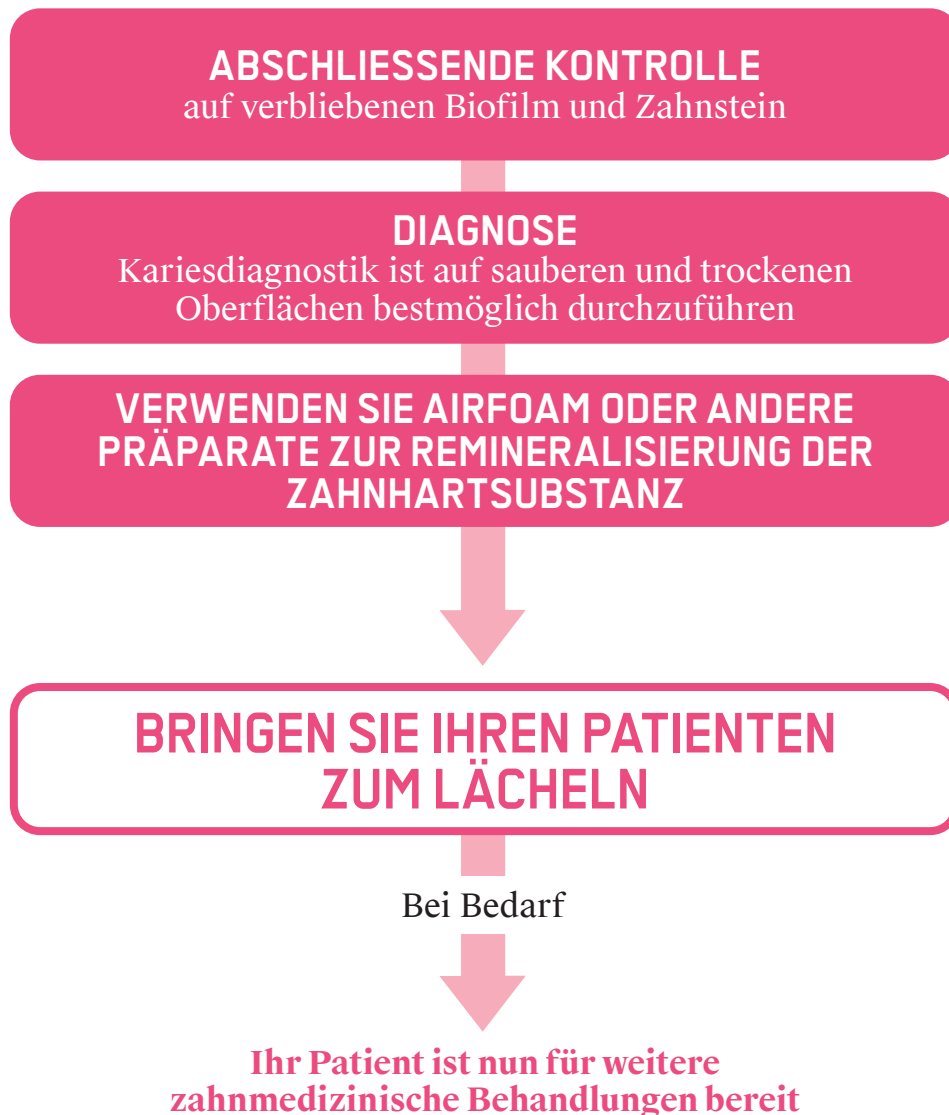 ABSCHLIESSENDE KONTROLLE
auf verbliebenen Biofilm und Zahnstein
DIAGNOSE
Kariesdiagnostik ist auf sauberen und trockenen
Oberflächen bestmöglich durchzuführen
VERWENDEN SIE AIRFOAM ODER ANDERE
PRÄPARATE ZUR REMINERALISIERUNG DER
ZAHNHARTSUBSTANZ
BRINGEN SIE IHREN PATIENTEN
ZUM LÄCHELN
Bei Bedarf
Ihr Patient ist nun für weitere
zahnmedizinische Behandlungen bereit